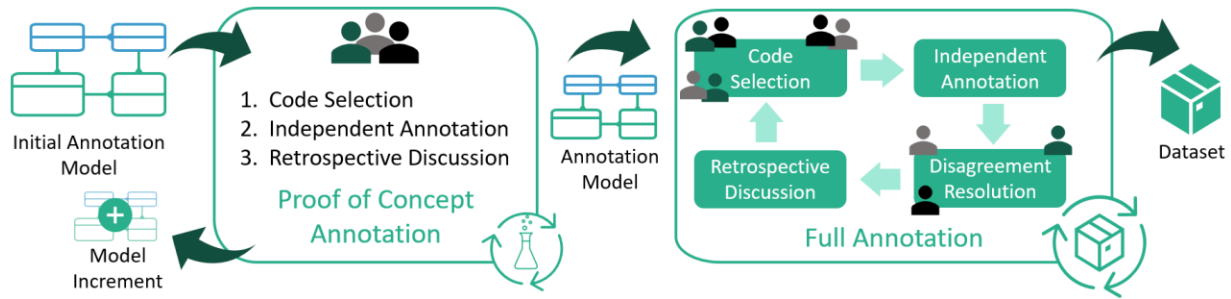 Initial Annotation
Model
Model
Increment
1. Code Selection
2. Independent Annotation
3. Retrospective Discussion
Proof of Concept
Annotation
Annotation
Model
Code
Selection
Independent
Annotation
Retrospective
Discussion
Disagreement
Resolution
Full Annotation
Dataset